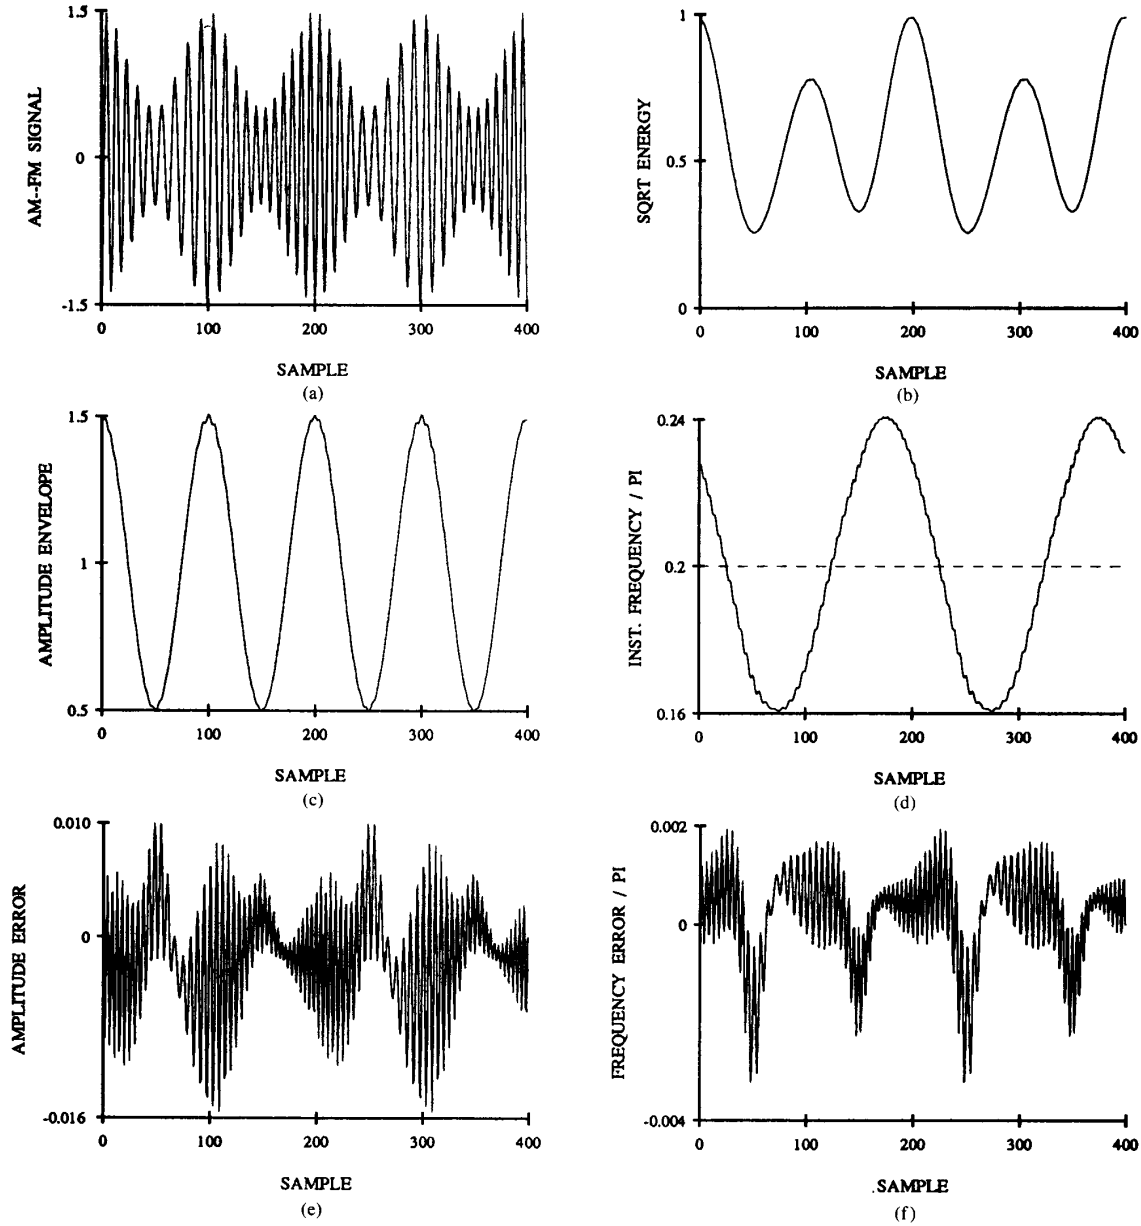 1.5
0
-1.5
AM--FM SIGNAL
0 100 200 300 400
SAMPLE
(a)
1
0.5
0
SQRT ENERGY
0 100 200 300 400
SAMPLE
(b)
1.5
1
0.5
AMPLITUDE ENVELOPE
0 100 200 300 400
SAMPLE
(c)
0.24
0.2
0.16
INST. FREQUENCY / PI
0 100 200 300 400
SAMPLE
(d)
0.010
0
-0.016
AMPLITUDE ERROR
0 100 200 300 400
SAMPLE
(e)
0.002
0
-0.004
FREQUENCY ERROR / PI
0 100 200 300 400
SAMPLE
(f)